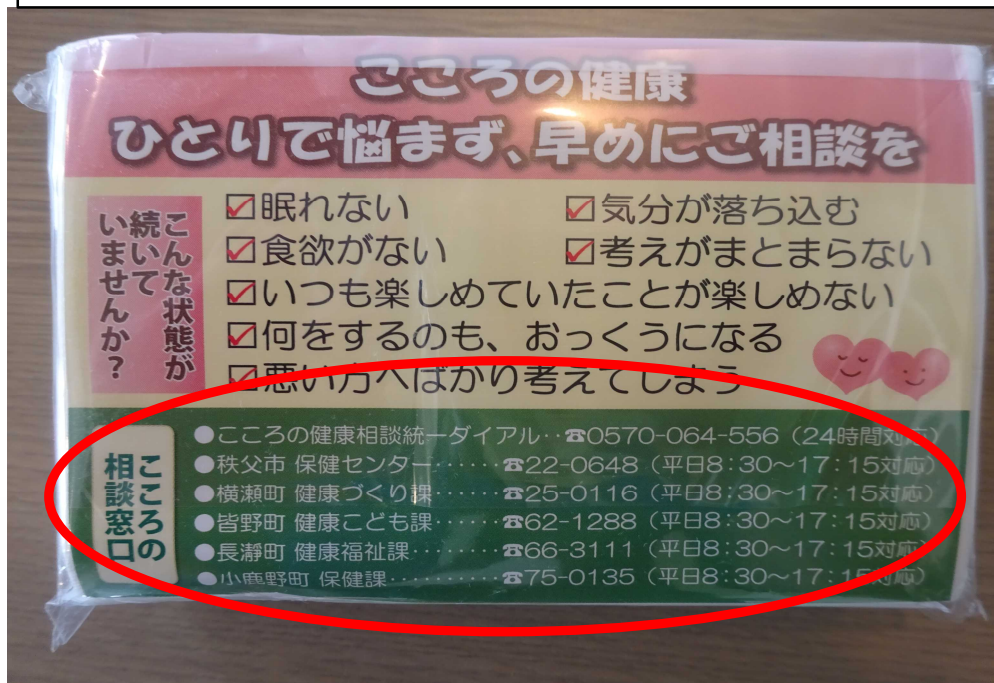 こころの健康
ひとりで悩まず、早めにご相談を
こんな状態が
続いて
いませんか?
☑眠れない ☑気分が落ち込む
☑食欲がない ☑考えがまとまらない
☑いつも楽しめていたことが楽しめない
☑何をするのも、おっくうになる
☑悪い方へばかり考えてしまう
こころの
相談窓口
●こころの健康相談統一ダイアル‥☎0570-064-556(24時間対応)
●秩父市 保健センター‥‥‥☎22-0648(平日8:30~17:15対応)
●横瀬町 健康づくり課‥‥‥☎25-0116(平日8:30~17:15対応)
●皆野町 健康こども課‥‥‥☎62-1288(平日8:30~17:15対応)
●長瀞町 健康福祉課‥‥‥‥☎66-3111(平日8:30~17:15対応)
●小鹿野町 保健課‥‥‥‥‥☎75-0135(平日8:30~17:15対応)